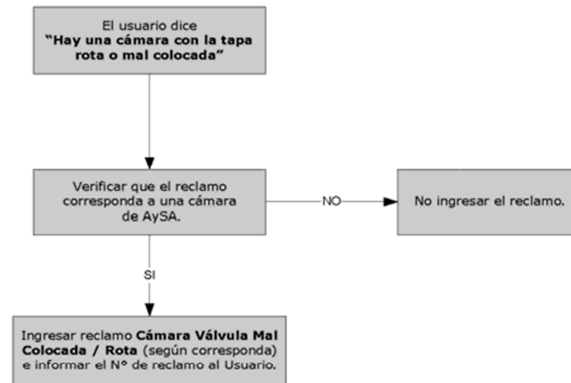 El usuario dice
“Hay una cámara con la tapa
rota o mal colocada”
Verificar que el reclamo
corresponda a una cámara
de AySA.
NO
No ingresar el reclamo.
SI
Ingresar reclamo Cámara Válvula Mal
Colocada / Rota (según corresponda)
e informar el N° de reclamo al Usuario.